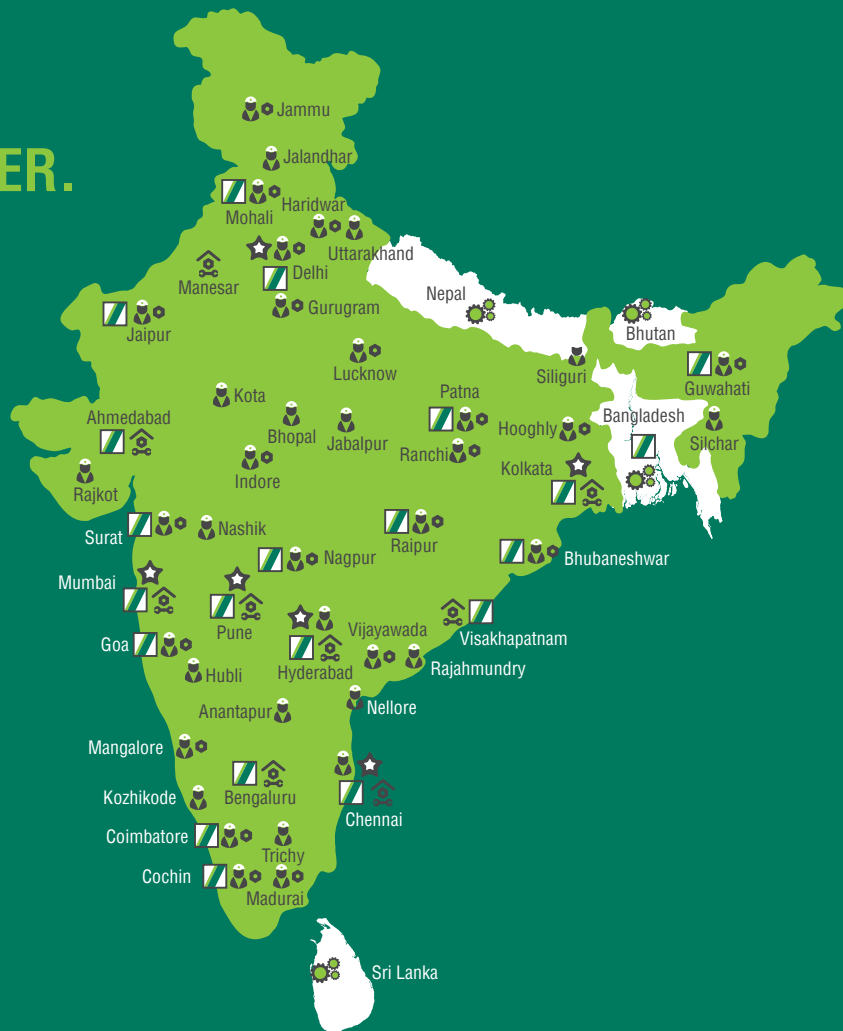 Jammu
Jalandhar
ER.
Haridwar
Mohali
Uttarakhand
Delhi
Manesar
Nepal
Gurugram
Bhutan
Jaipur
Lucknow
Siliguri
Guwahati
Kota
Patna
Ahmedabad
Bangladesh
Bhopal
Jabalpur
Hooghly
Silchar
Ranchi
Kolkata
Indore
Rajkot
Surat
Nashik
Raipur
Nagpur
Bhubaneshwar
Mumbai
Pune
Vijayawada
Visakhapatnam
Goa
Hyderabad
Rajahmundry
Hubli
Anantapur
Nellore
Mangalore
Kozhikode
Bengaluru
Chennai
Coimbatore
Trichy
Cochin
Madurai
Sri Lanka